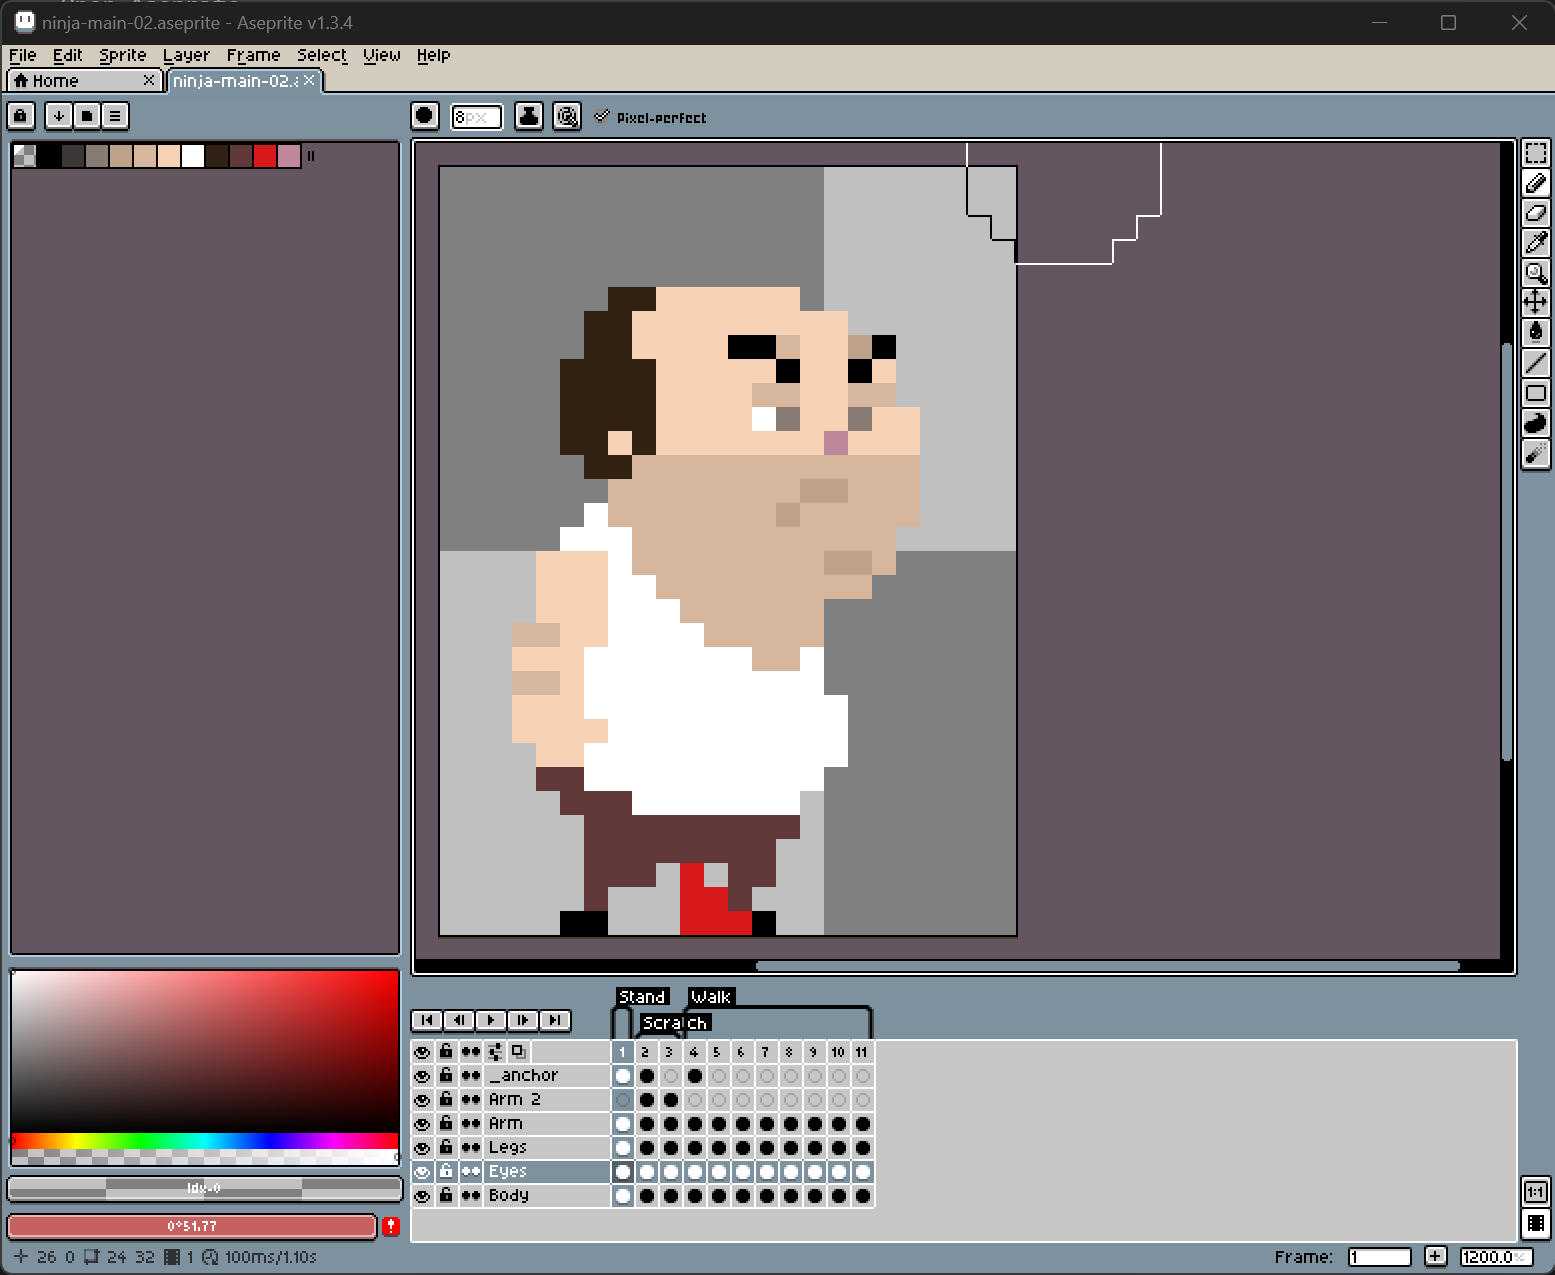 ninja-main-02.aseprite - Aseprite v1.3.4
File Edit Sprite Layer Frame Select View Help
Home ninja-main-02.a
8px Pixel-perfect
Stand Walk
Scratch
1 2 3 4 5 6 7 8 9 10 11
_anchor
Arm 2
Arm
Legs
Eyes
Body
1:1
Idx-0
0°51.77 !
26 0 24 32 1 100ms/1.10s Frame: 1 + 1200.0%